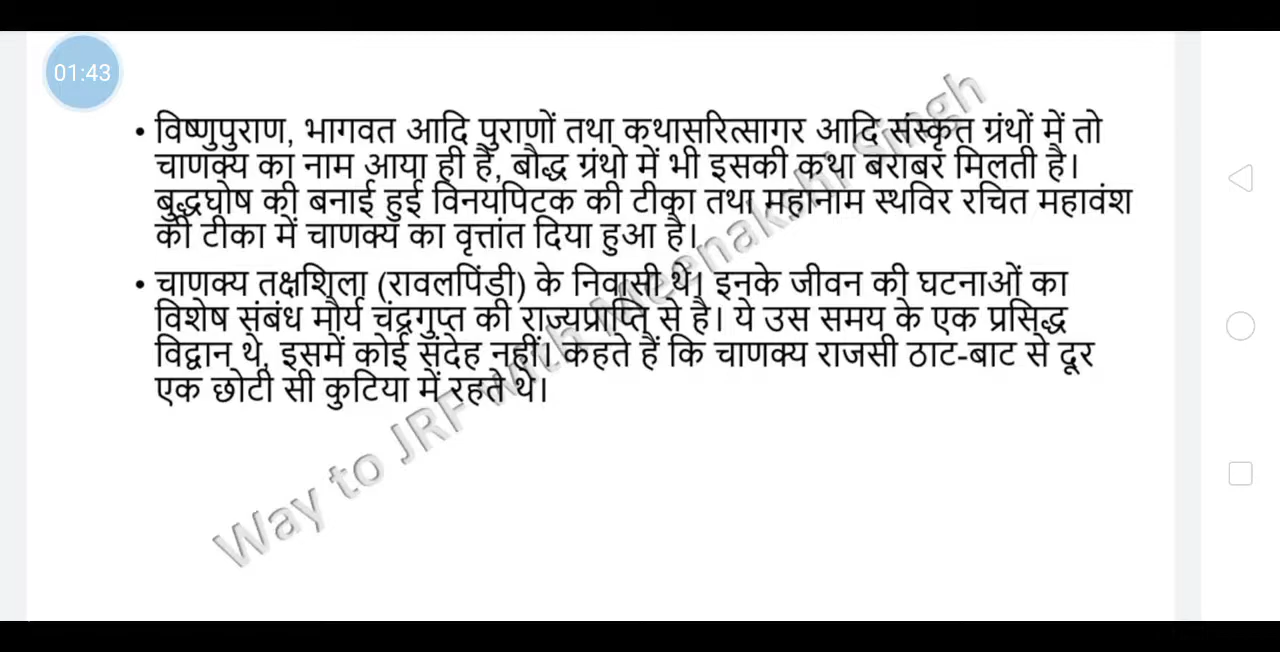 01:43
• विष्णुपुराण, भागवत आदि पुराणों तथा कथासरित्सागर आदि संस्कृत ग्रंथों में तो
चाणक्य का नाम आया ही है, बौद्ध ग्रंथो में भी इसकी कथा बराबर मिलती है।
बुद्धघोष की बनाई हुई विनयपिटक की टीका तथा महानाम स्थविर रचित महावंश
की टीका में चाणक्य का वृत्तांत दिया हुआ है।
• चाणक्य तक्षशिला (रावलपिंडी) के निवासी थे। इनके जीवन की घटनाओं का
विशेष संबंध मौर्य चंद्रगुप्त की राज्यप्राप्ति से है। ये उस समय के एक प्रसिद्ध
विद्वान थे, इसमें कोई संदेह नहीं। कहते हैं कि चाणक्य राजसी ठाट-बाट से दूर
एक छोटी सी कुटिया में रहते थे।
Way to JRF with Meenakshi Singh